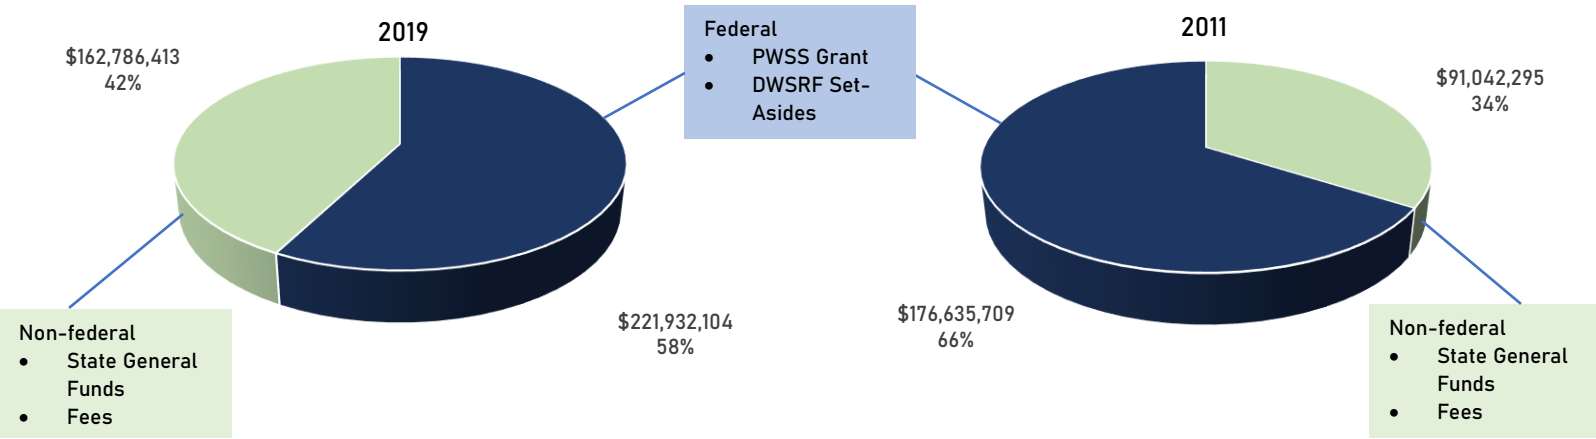 2019
$162,786,413
42%
$221,932,104
58%
Non-federal
• State General
Funds
• Fees
Federal
• PWSS Grant
• DWSRF Set-
Asides
2011
$91,042,295
34%
$176,635,709
66%
Non-federal
• State General
Funds
• Fees